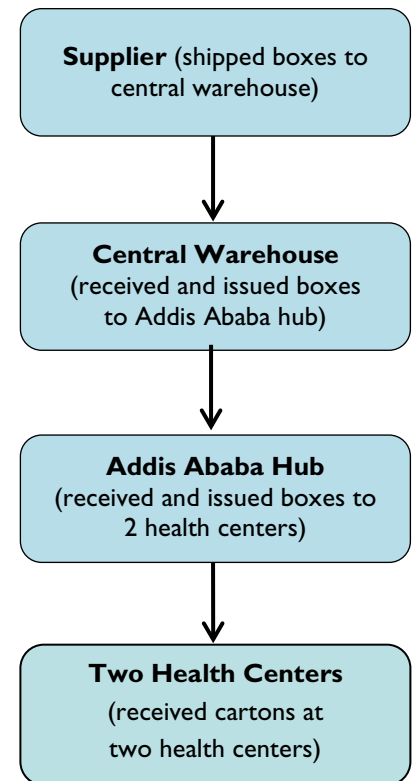 Supplier (shipped boxes to
central warehouse)
Central Warehouse
(received and issued boxes
to Addis Ababa hub)
Addis Ababa Hub
(received and issued boxes to
2 health centers)
Two Health Centers
(received cartons at
two health centers)